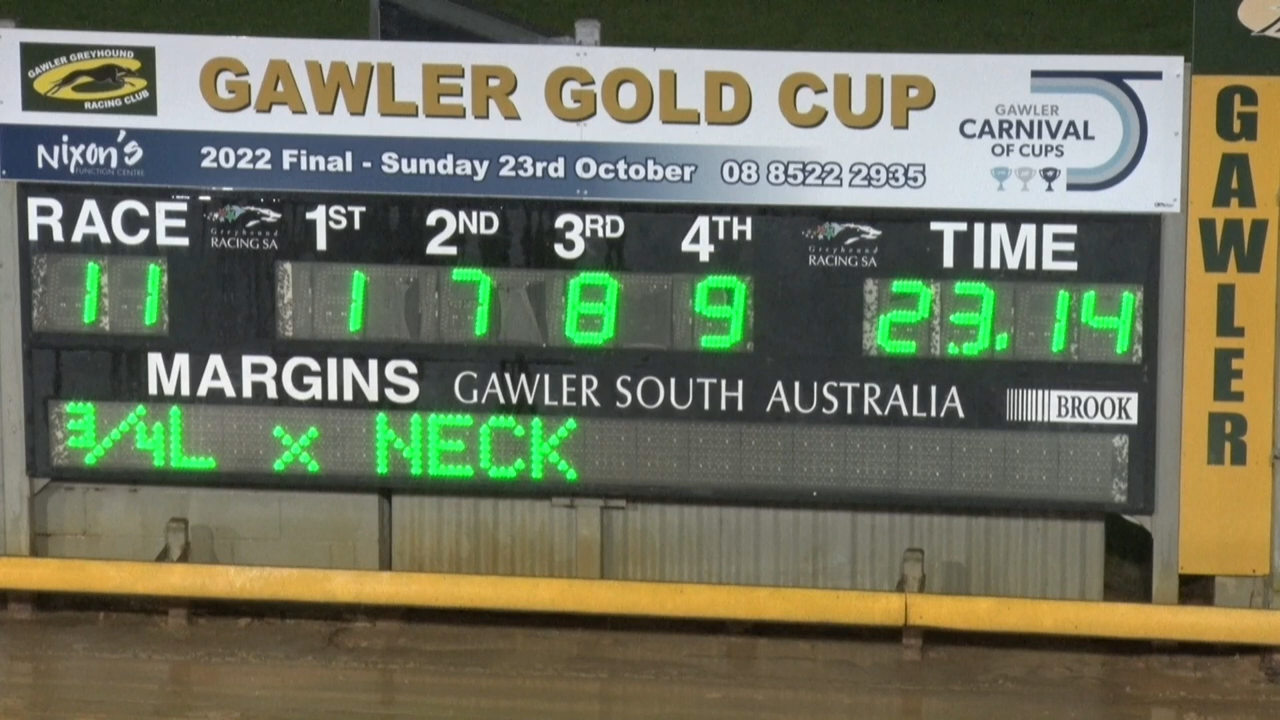 GAWLER GREYHOUND
RACING CLUB
GAWLER GOLD CUP
GAWLER
CARNIVAL
OF CUPS
Nixon's
FUNCTION CENTRE
2022 Final - Sunday 23rd October 08 8522 2935
RACE 1ST 2ND 3RD 4TH TIME
Greyhound
RACING SA
Greyhound
RACING SA
11 1 7 8 9 23.14
MARGINS GAWLER SOUTH AUSTRALIA BROOK
3/4L x NECK
GAWLER